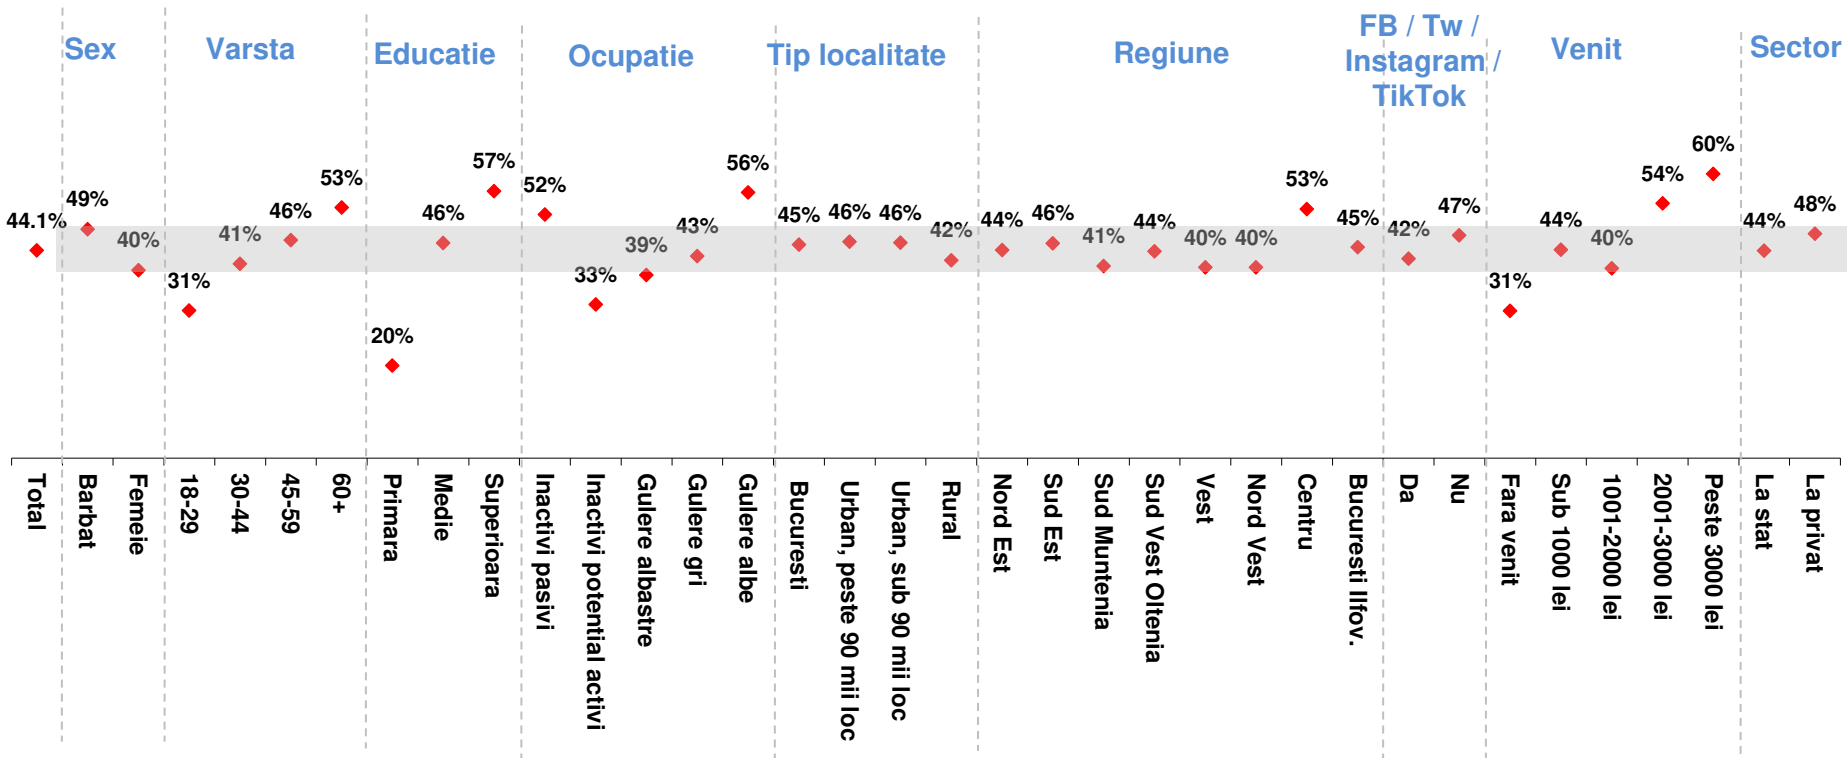 Sex
Varsta
Educatie
Ocupatie
Tip localitate
Regiune
FB / Tw /
Instagram /
TikTok
Venit
Sector
44.1%
49%
40%
31%
41%
46%
53%
20%
46%
57%
52%
33%
39%
43%
56%
45%
46%
46%
42%
44%
46%
41%
44%
40%
40%
53%
45%
42%
47%
31%
44%
40%
54%
60%
44%
48%
Total
Barbat
Femeie
18-29
30-44
45-59
60+
Primara
Medie
Superioara
Inactivi pasivi
Inactivi potential activi
Gulere albastre
Gulere gri
Gulere albe
Bucuresti
Urban, peste 90 mii loc
Urban, sub 90 mii loc
Rural
Nord Est
Sud Est
Sud Muntenia
Sud Vest Oltenia
Vest
Nord Vest
Centru
Bucuresti Ilfov.
Da
Nu
Fara venit
Sub 1000 lei
1001-2000 lei
2001-3000 lei
Peste 3000 lei
La stat
La privat